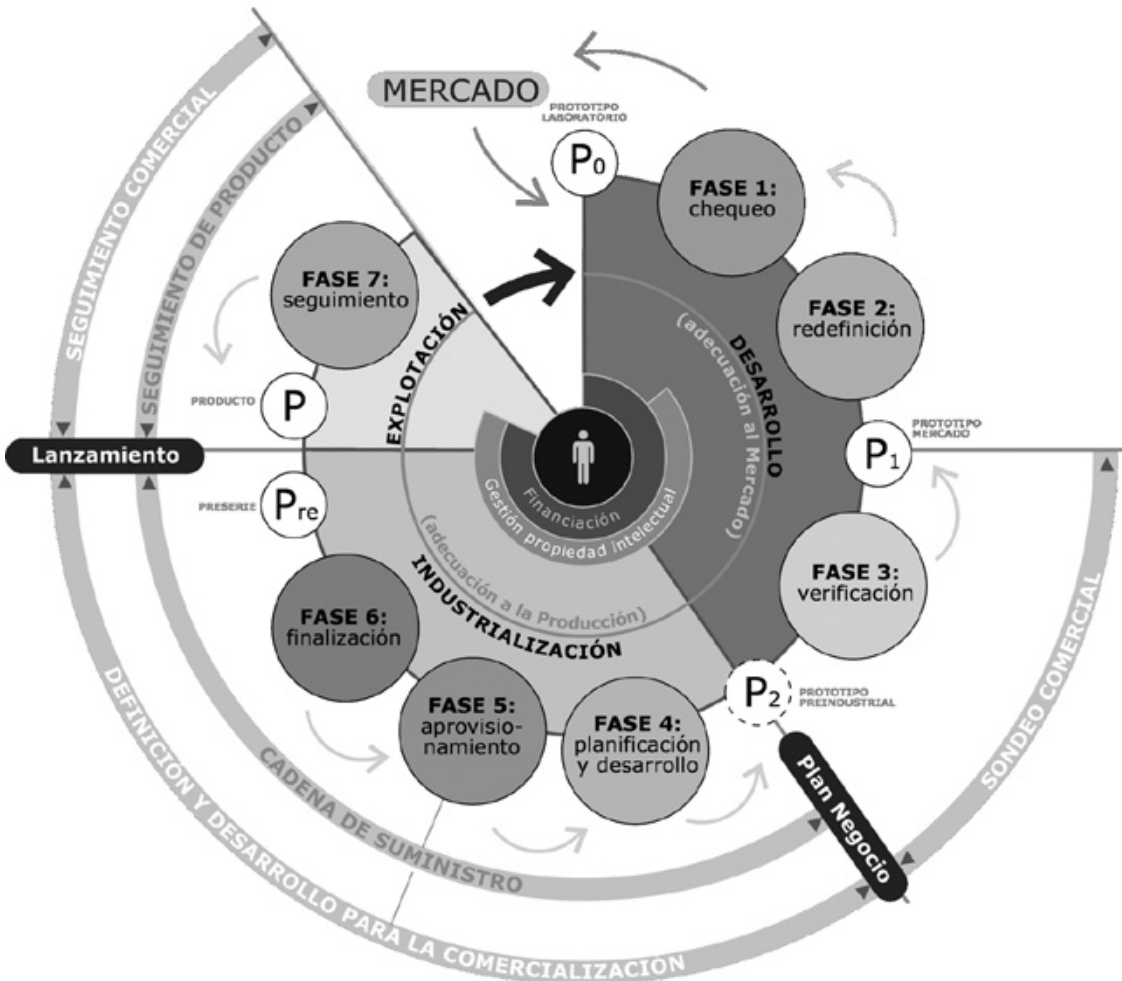 MERCADO
PROTOTIPO
LABORATÓRIO
P0
FASE 1:
chequeo
FASE 2:
redefinición
PROTOTIPO
MERCADO
P1
FASE 3:
verificación
PROTOTIPO
PREINDUSTRIAL
P2
Plan Negocio
FASE 4:
planificación
y desarrollo
FASE 5:
aprovisio-
namiento
FASE 6:
finalización
PRESERIE
Pre
Lanzamiento
PRODUCTO
P
FASE 7:
seguimiento
DESARROLLO
(adecuación al Mercado)
INDUSTRIALIZACIÓN
(adecuación a la Producción)
EXPLOTACIÓN
Financiación
Gestión propiedad intelectual
SONDEO COMERCIAL
CADENA DE SUMINISTRO
DEFINICIÓN Y DESARROLLO PARA LA COMERCIALIZACIÓN
SEGUIMIENTO DE PRODUCTO
SEGUIMIENTO COMERCIAL